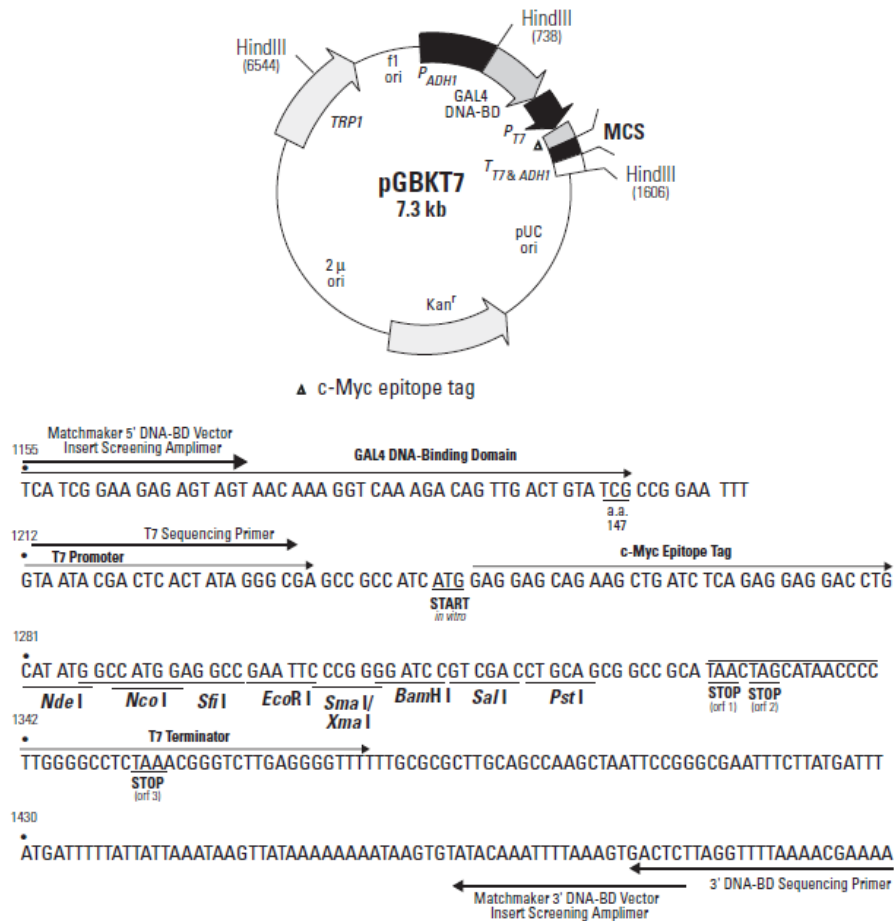 HindIII
(738)
HindIII
(6544)
f1
ori
P ADH1
GAL4
DNA-BD
TRP1
P T7
MCS
T T7 & ADH1
HindIII
(1606)
pGBKT7
7.3 kb
pUC
ori
2 μ
ori
Kan r
c-Myc epitope tag
Matchmaker 5' DNA-BD Vector
Insert Screening Amplimer
1155
GAL4 DNA-Binding Domain
TCA TCG GAA GAG AGT AGT AAC AAA GGT CAA AGA CAG TTG ACT GTA TCG CCG GAA TTT
a.a.
147
1212
T7 Sequencing Primer
T7 Promoter
c-Myc Epitope Tag
GTA ATA CGA CTC ACT ATA GGG CGA GCC GCC ATC ATG GAG GAG CAG AAG CTG ATC TCA GAG GAG GAC CTG
START
in vitro
1281
CAT ATG GCC ATG GAG GCC GAA TTC CCG GGG ATC CGT CGA CCT GCA GCG GCC GCA TAACTAGCATAACCCC
Nde I
Nco I
Sfi I
EcoR I
Sma I/
Xma I
BamH I
Sal I
Pst I
STOP
(orf 1)
STOP
(orf 2)
1342
T7 Terminator
TTGGGGCCTCTAAACGGGTCTTGAGGGGTTTTTTGCGCGCTTGCAGCCAAGCTAATTCCGGGCGAATTTCTTATGATTT
STOP
(orf 3)
1430
ATGATTTTTATTATTAAATAAGTTATAAAAAAAATAAGTGTATACAAATTTTAAAGTGACTCTTAGGTTTTAAAACGAAAA
3' DNA-BD Sequencing Primer
Matchmaker 3' DNA-BD Vector
Insert Screening Amplimer